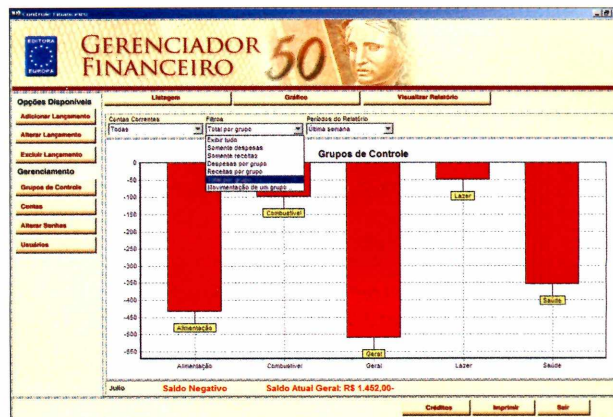 Controle Financeiro
EDITORA
EUROPA
GERENCIADOR
FINANCEIRO
50
Opções Disponíveis
Adicionar Lançamento
Alterar Lançamento
Excluir Lançamento
Gerenciamento
Grupos de Controle
Contas
Alterar Senhas
Usuários
Listagem
Gráfico
Visualizar Relatório
Contas Correntes
Filtros
Períodos do Relatório
Todas
Total por grupo
Última semana
Exibir tudo
Somente despesas
Somente receitas
Despesas por grupo
Receitas por grupo
Total por grupo
Movimentação de um grupo
Grupos de Controle
0
-50
-100
-150
-200
-250
-300
-350
-400
-450
-500
-550
Alimentação
Combustível
Geral
Lazer
Saúde
Alimentação
Combustível
Geral
Lazer
Saúde
Julho
Saldo Negativo
Saldo Atual Geral: R$ 1.452,00-
Créditos
Imprimir
Sair